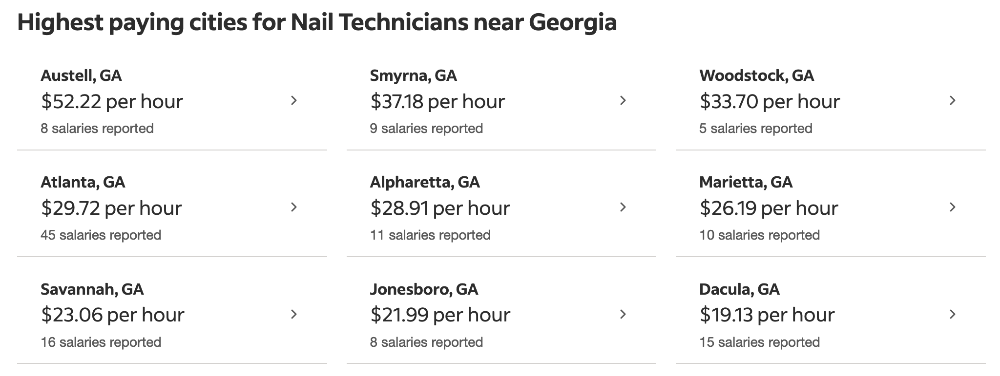 Highest paying cities for Nail Technicians near Georgia
Austell, GA
$52.22 per hour
8 salaries reported
Smyrna, GA
$37.18 per hour
9 salaries reported
Woodstock, GA
$33.70 per hour
5 salaries reported
Atlanta, GA
$29.72 per hour
45 salaries reported
Alpharetta, GA
$28.91 per hour
11 salaries reported
Marietta, GA
$26.19 per hour
10 salaries reported
Savannah, GA
$23.06 per hour
16 salaries reported
Jonesboro, GA
$21.99 per hour
8 salaries reported
Dacula, GA
$19.13 per hour
15 salaries reported